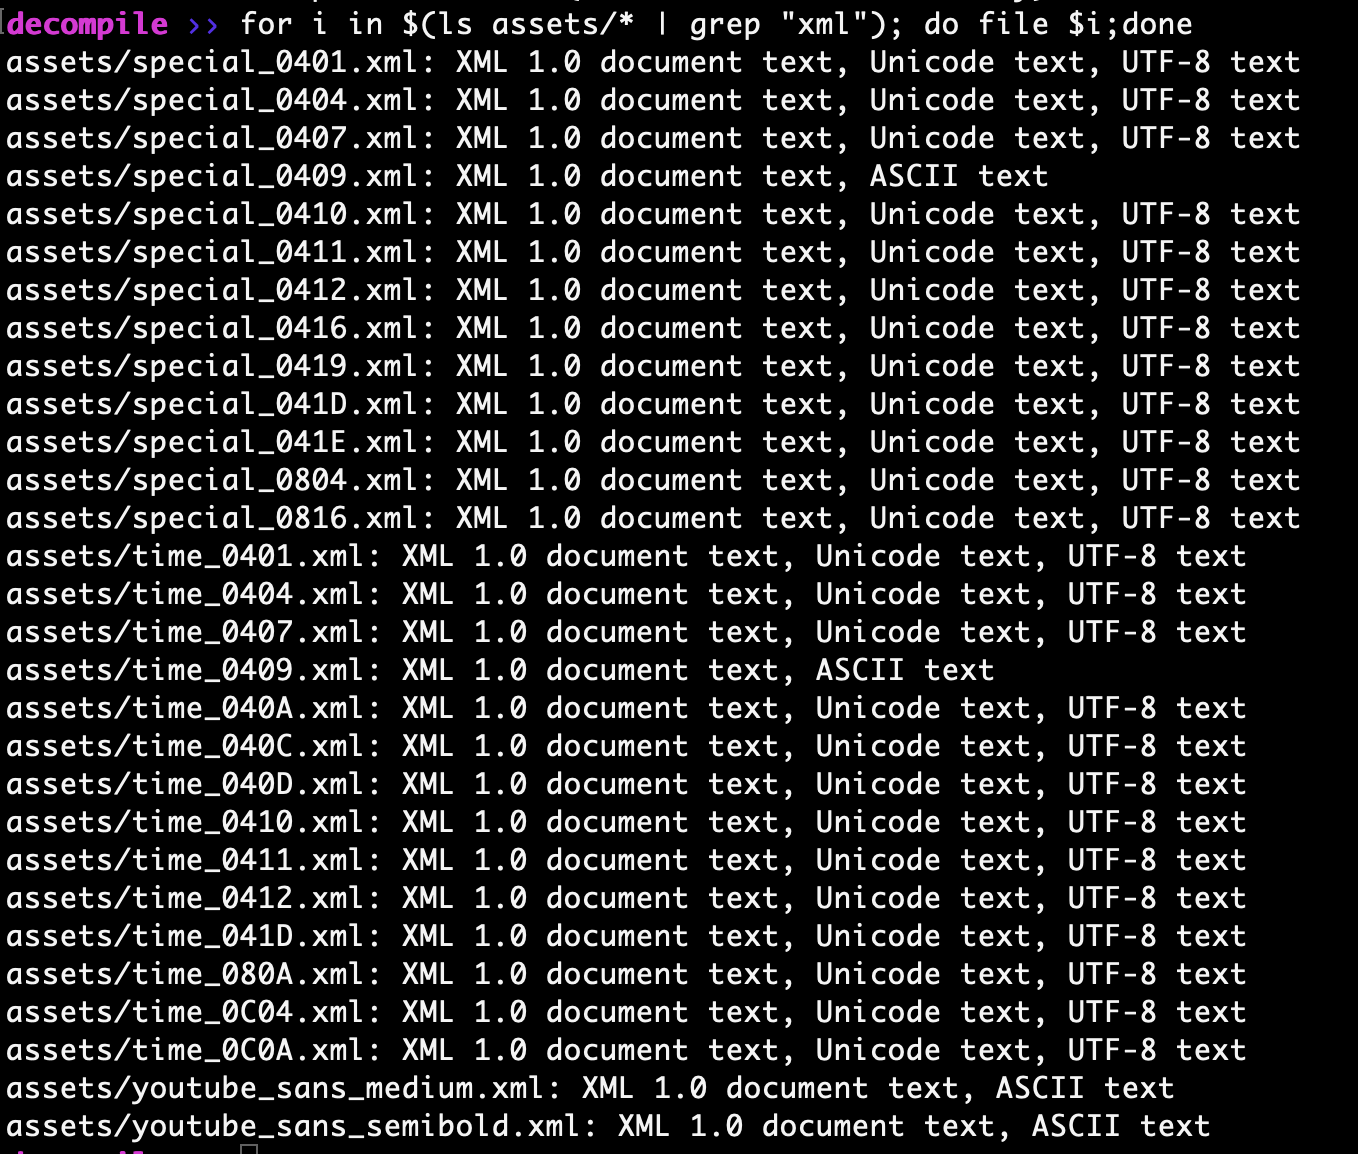 decompile >> for i in $(ls assets/* | grep "xml"); do file $i;done
assets/special_0401.xml: XML 1.0 document text, Unicode text, UTF-8 text
assets/special_0404.xml: XML 1.0 document text, Unicode text, UTF-8 text
assets/special_0407.xml: XML 1.0 document text, Unicode text, UTF-8 text
assets/special_0409.xml: XML 1.0 document text, ASCII text
assets/special_0410.xml: XML 1.0 document text, Unicode text, UTF-8 text
assets/special_0411.xml: XML 1.0 document text, Unicode text, UTF-8 text
assets/special_0412.xml: XML 1.0 document text, Unicode text, UTF-8 text
assets/special_0416.xml: XML 1.0 document text, Unicode text, UTF-8 text
assets/special_0419.xml: XML 1.0 document text, Unicode text, UTF-8 text
assets/special_041D.xml: XML 1.0 document text, Unicode text, UTF-8 text
assets/special_041E.xml: XML 1.0 document text, Unicode text, UTF-8 text
assets/special_0804.xml: XML 1.0 document text, Unicode text, UTF-8 text
assets/special_0816.xml: XML 1.0 document text, Unicode text, UTF-8 text
assets/time_0401.xml: XML 1.0 document text, Unicode text, UTF-8 text
assets/time_0404.xml: XML 1.0 document text, Unicode text, UTF-8 text
assets/time_0407.xml: XML 1.0 document text, Unicode text, UTF-8 text
assets/time_0409.xml: XML 1.0 document text, ASCII text
assets/time_040A.xml: XML 1.0 document text, Unicode text, UTF-8 text
assets/time_040C.xml: XML 1.0 document text, Unicode text, UTF-8 text
assets/time_040D.xml: XML 1.0 document text, Unicode text, UTF-8 text
assets/time_0410.xml: XML 1.0 document text, Unicode text, UTF-8 text
assets/time_0411.xml: XML 1.0 document text, Unicode text, UTF-8 text
assets/time_0412.xml: XML 1.0 document text, Unicode text, UTF-8 text
assets/time_041D.xml: XML 1.0 document text, Unicode text, UTF-8 text
assets/time_080A.xml: XML 1.0 document text, Unicode text, UTF-8 text
assets/time_0C04.xml: XML 1.0 document text, Unicode text, UTF-8 text
assets/time_0C0A.xml: XML 1.0 document text, Unicode text, UTF-8 text
assets/youtube_sans_medium.xml: XML 1.0 document text, ASCII text
assets/youtube_sans_semibold.xml: XML 1.0 document text, ASCII text